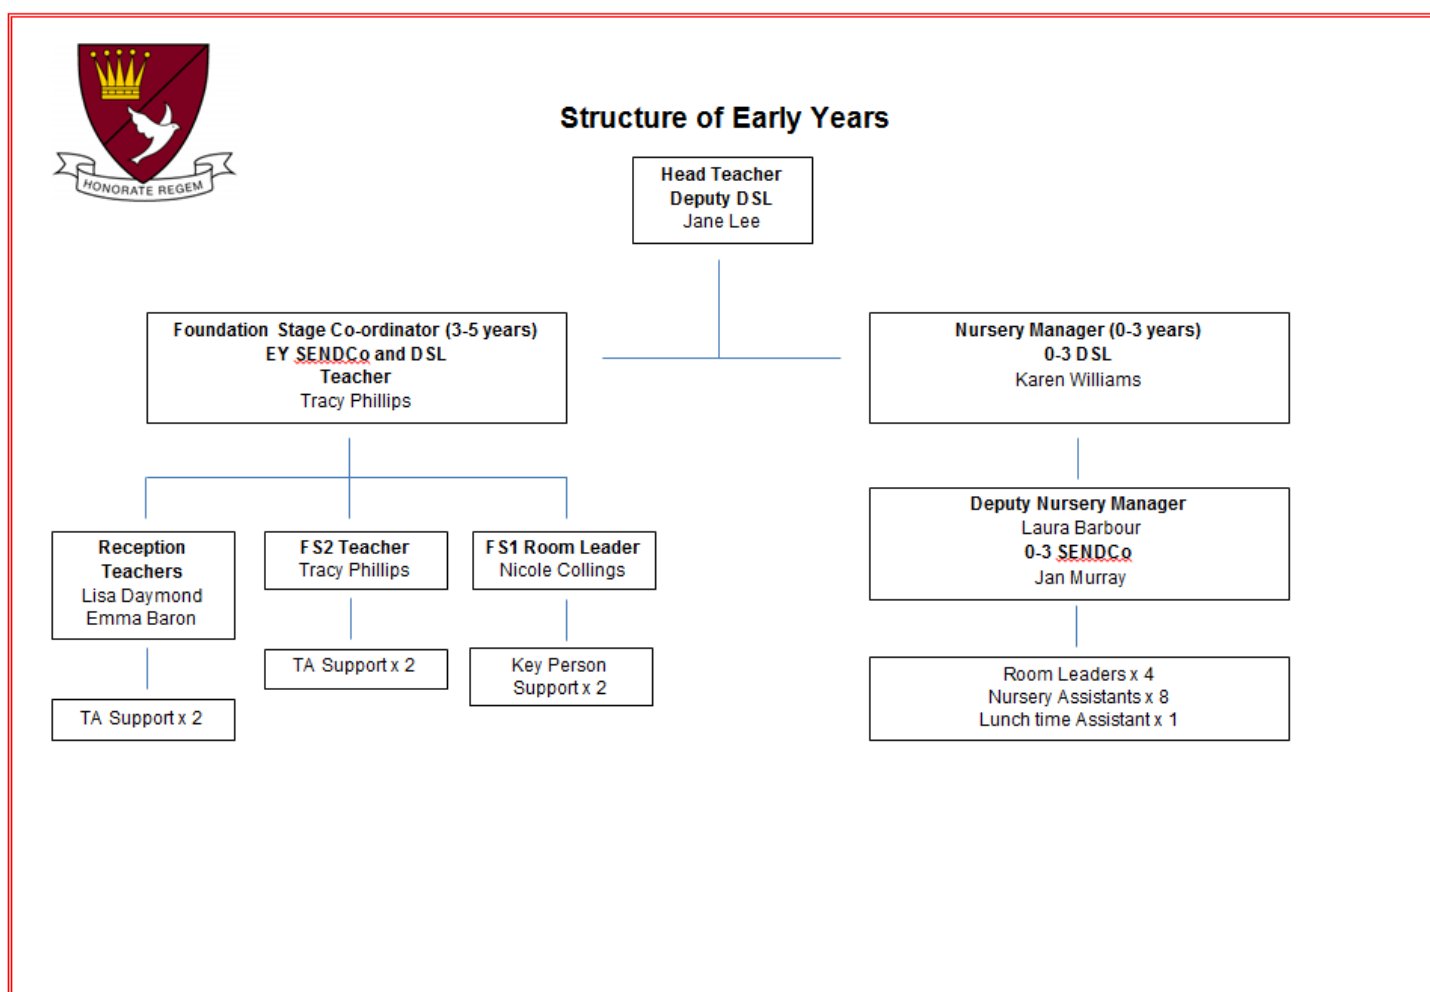 HONORATE REGEM
Structure of Early Years
Head Teacher
Deputy DSL
Jane Lee
Foundation Stage Co-ordinator (3-5 years)
EY SENDCo and DSL
Teacher
Tracy Phillips
Nursery Manager (0-3 years)
0-3 DSL
Karen Williams
Reception
Teachers
Lisa Daymond
Emma Baron
FS2 Teacher
Tracy Phillips
FS1 Room Leader
Nicole Collings
Deputy Nursery Manager
Laura Barbour
0-3 SENDCo
Jan Murray
TA Support x 2
TA Support x 2
Key Person
Support x 2
Room Leaders x 4
Nursery Assistants x 8
Lunch time Assistant x 1